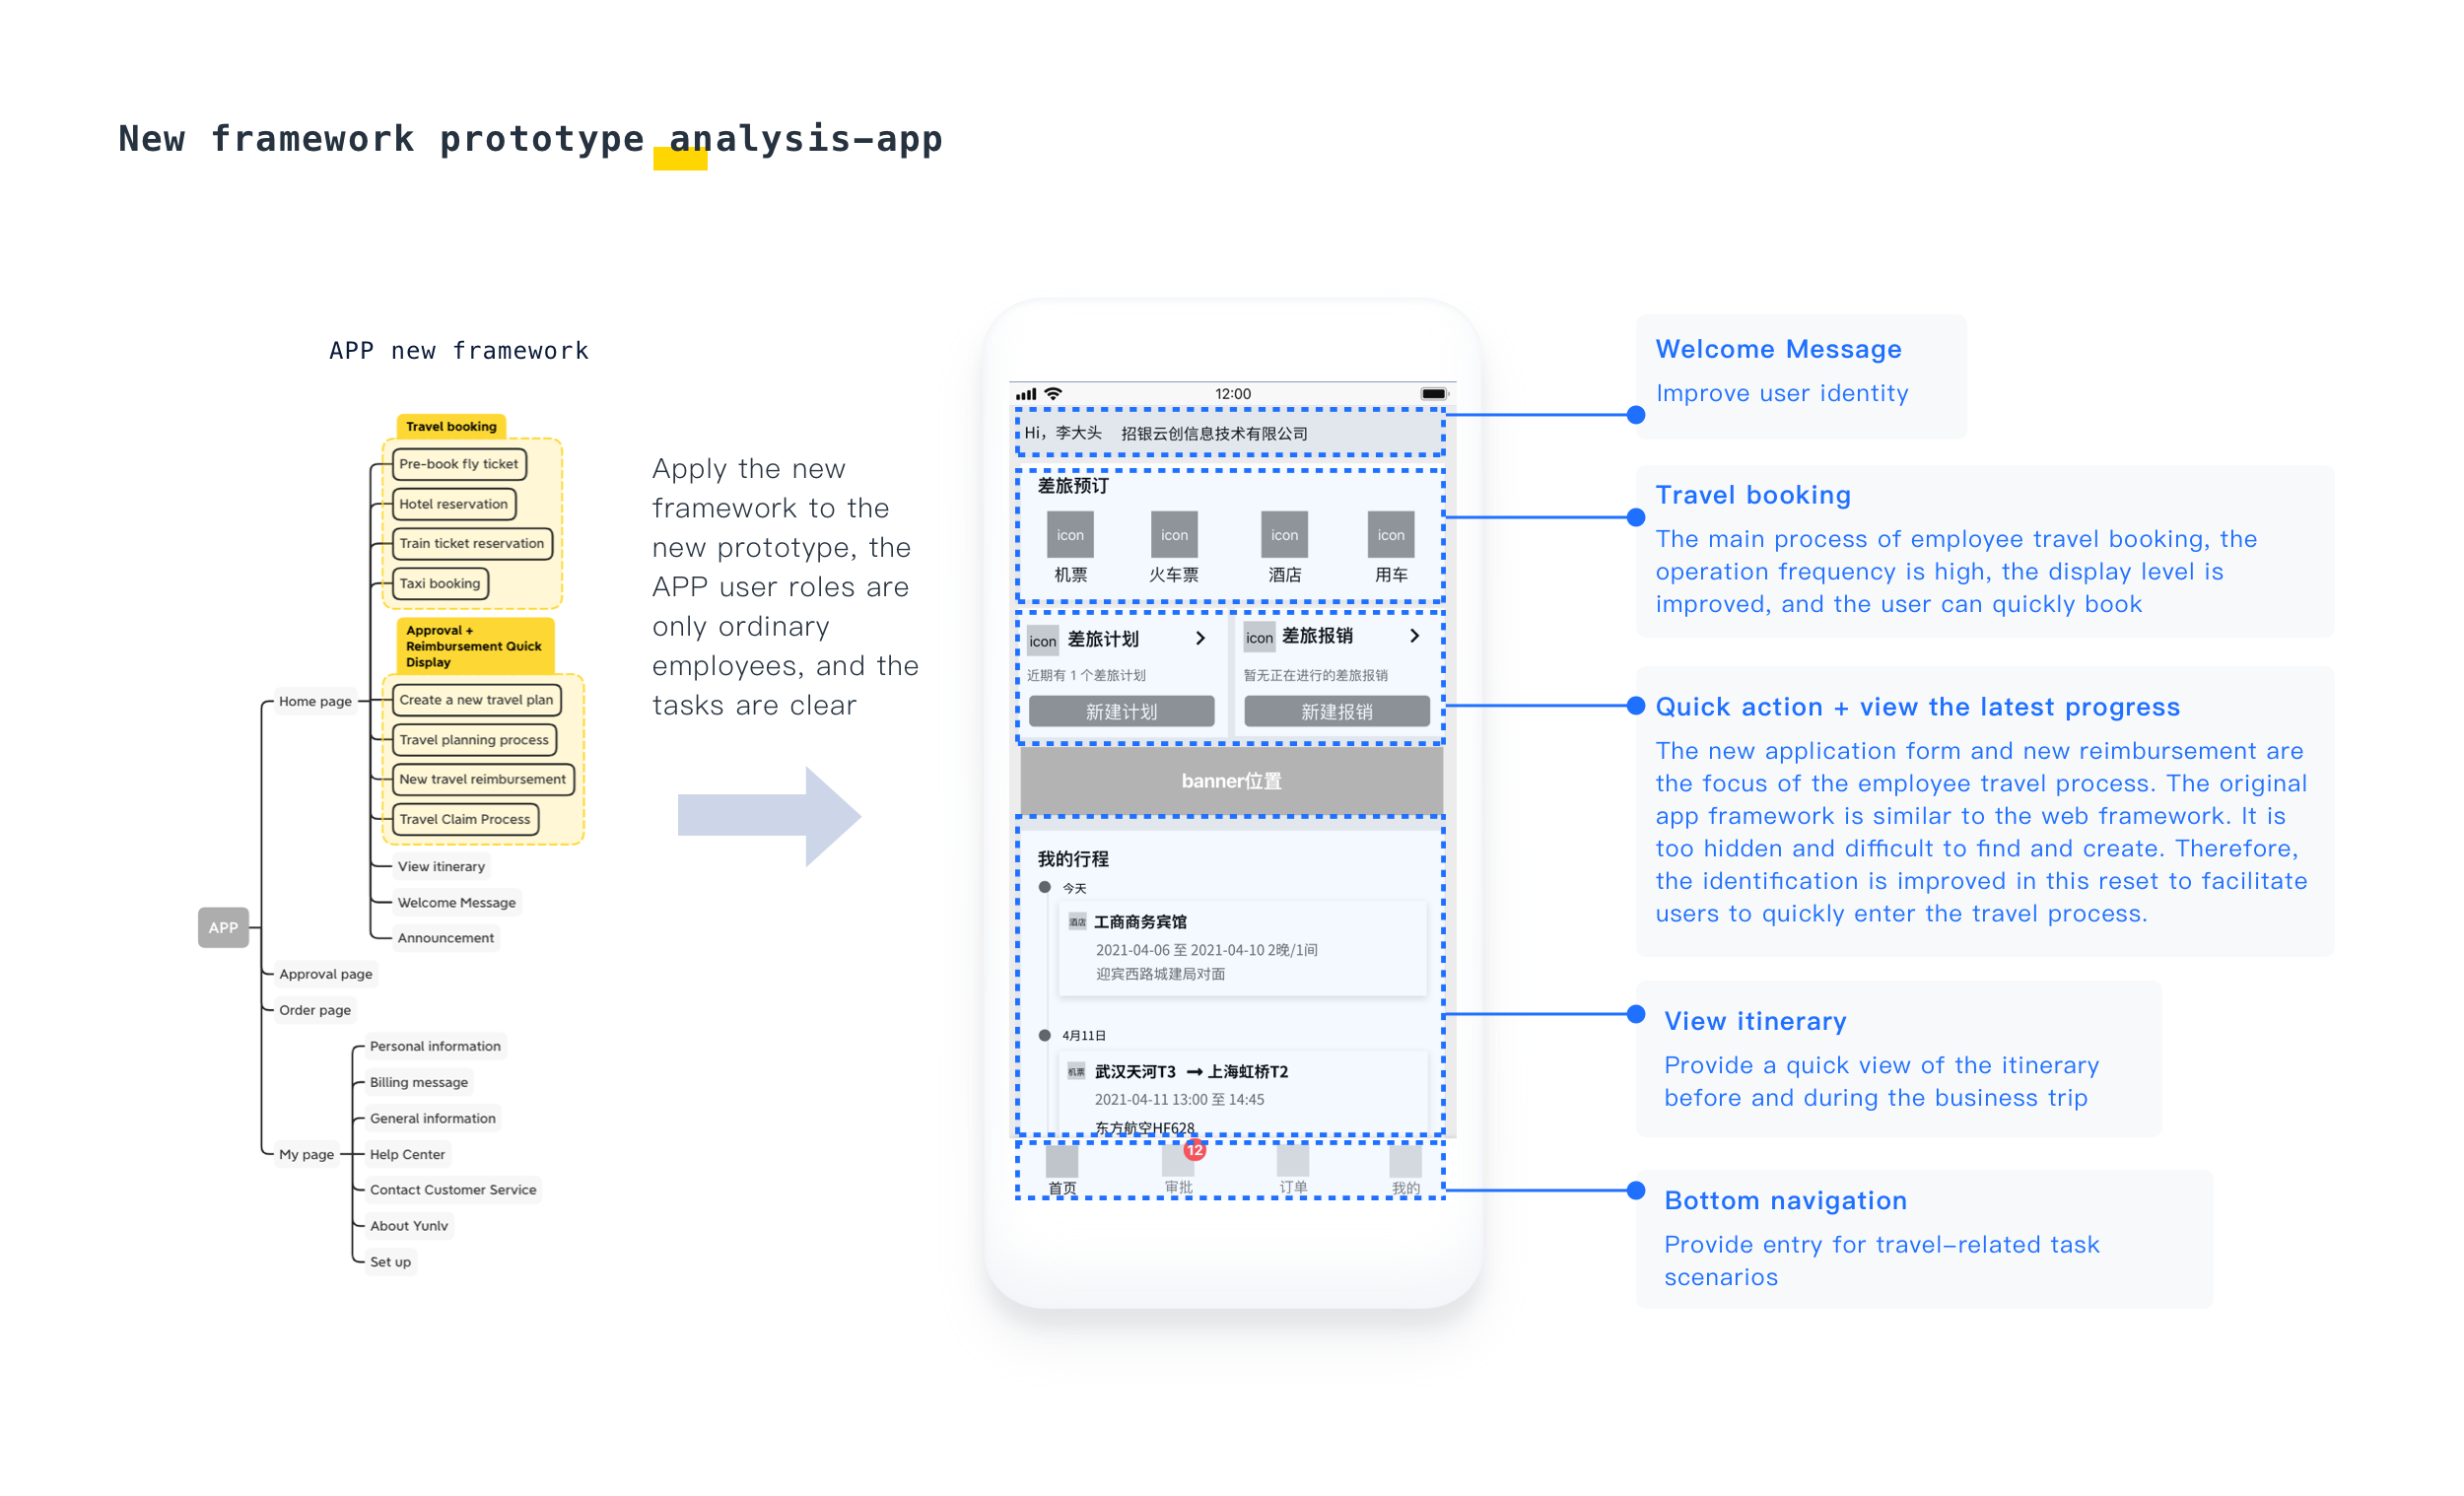 New framework prototype analysis-app
APP new framework
Travel booking
Pre-book fly ticket
Hotel reservation
Train ticket reservation
Taxi booking
Approval +
Reimbursement Quick
Display
Home page
Create a new travel plan
Travel planning process
New travel reimbursement
Travel Claim Process
View itinerary
Welcome Message
Announcement
APP
Approval page
Order page
Personal information
Billing message
General information
My page
Help Center
Contact Customer Service
About Yunlv
Set up
Apply the new
framework to the
new prototype, the
APP user roles are
only ordinary
employees, and the
tasks are clear
12:00
Hi，李大头 招银云创信息技术有限公司
差旅预订
icon icon icon icon
机票 火车票 酒店 用车
icon 差旅计划
近期有 1 个差旅计划
新建计划
icon 差旅报销
暂无正在进行的差旅报销
新建报销
banner位置
我的行程
今天
酒店 工商商务宾馆
2021-04-06 至 2021-04-10 2晚/1间
迎宾西路城建局对面
4月11日
机票 武汉天河T3 → 上海虹桥T2
2021-04-11 13:00 至 14:45
东方航空HF628
12
首页 审批 订单 我的
Welcome Message
Improve user identity
Travel booking
The main process of employee travel booking, the
operation frequency is high, the display level is
improved, and the user can quickly book
Quick action + view the latest progress
The new application form and new reimbursement are
the focus of the employee travel process. The original
app framework is similar to the web framework. It is
too hidden and difficult to find and create. Therefore,
the identification is improved in this reset to facilitate
users to quickly enter the travel process.
View itinerary
Provide a quick view of the itinerary
before and during the business trip
Bottom navigation
Provide entry for travel-related task
scenarios